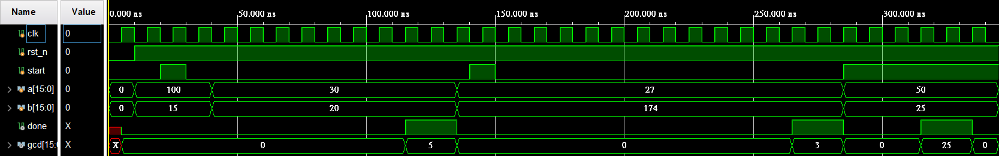 Name Value 0.000 ns 50.000 ns 100.000 ns 150.000 ns 200.000 ns 250.000 ns 300.000 ns
clk 0
rst_n 0
start 0
a[15:0] 0 0 100 30 27 50
b[15:0] 0 0 15 20 174 25
done X
gcd[15:0 X X 0 5 0 3 0 25 0